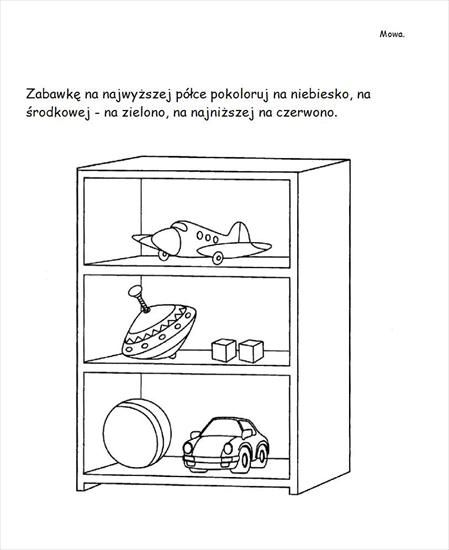 Mowa.
Zabawkę na najwyższej półce pokoloruj na niebiesko, na
środkowej - na zielono, na najniższej na czerwono.